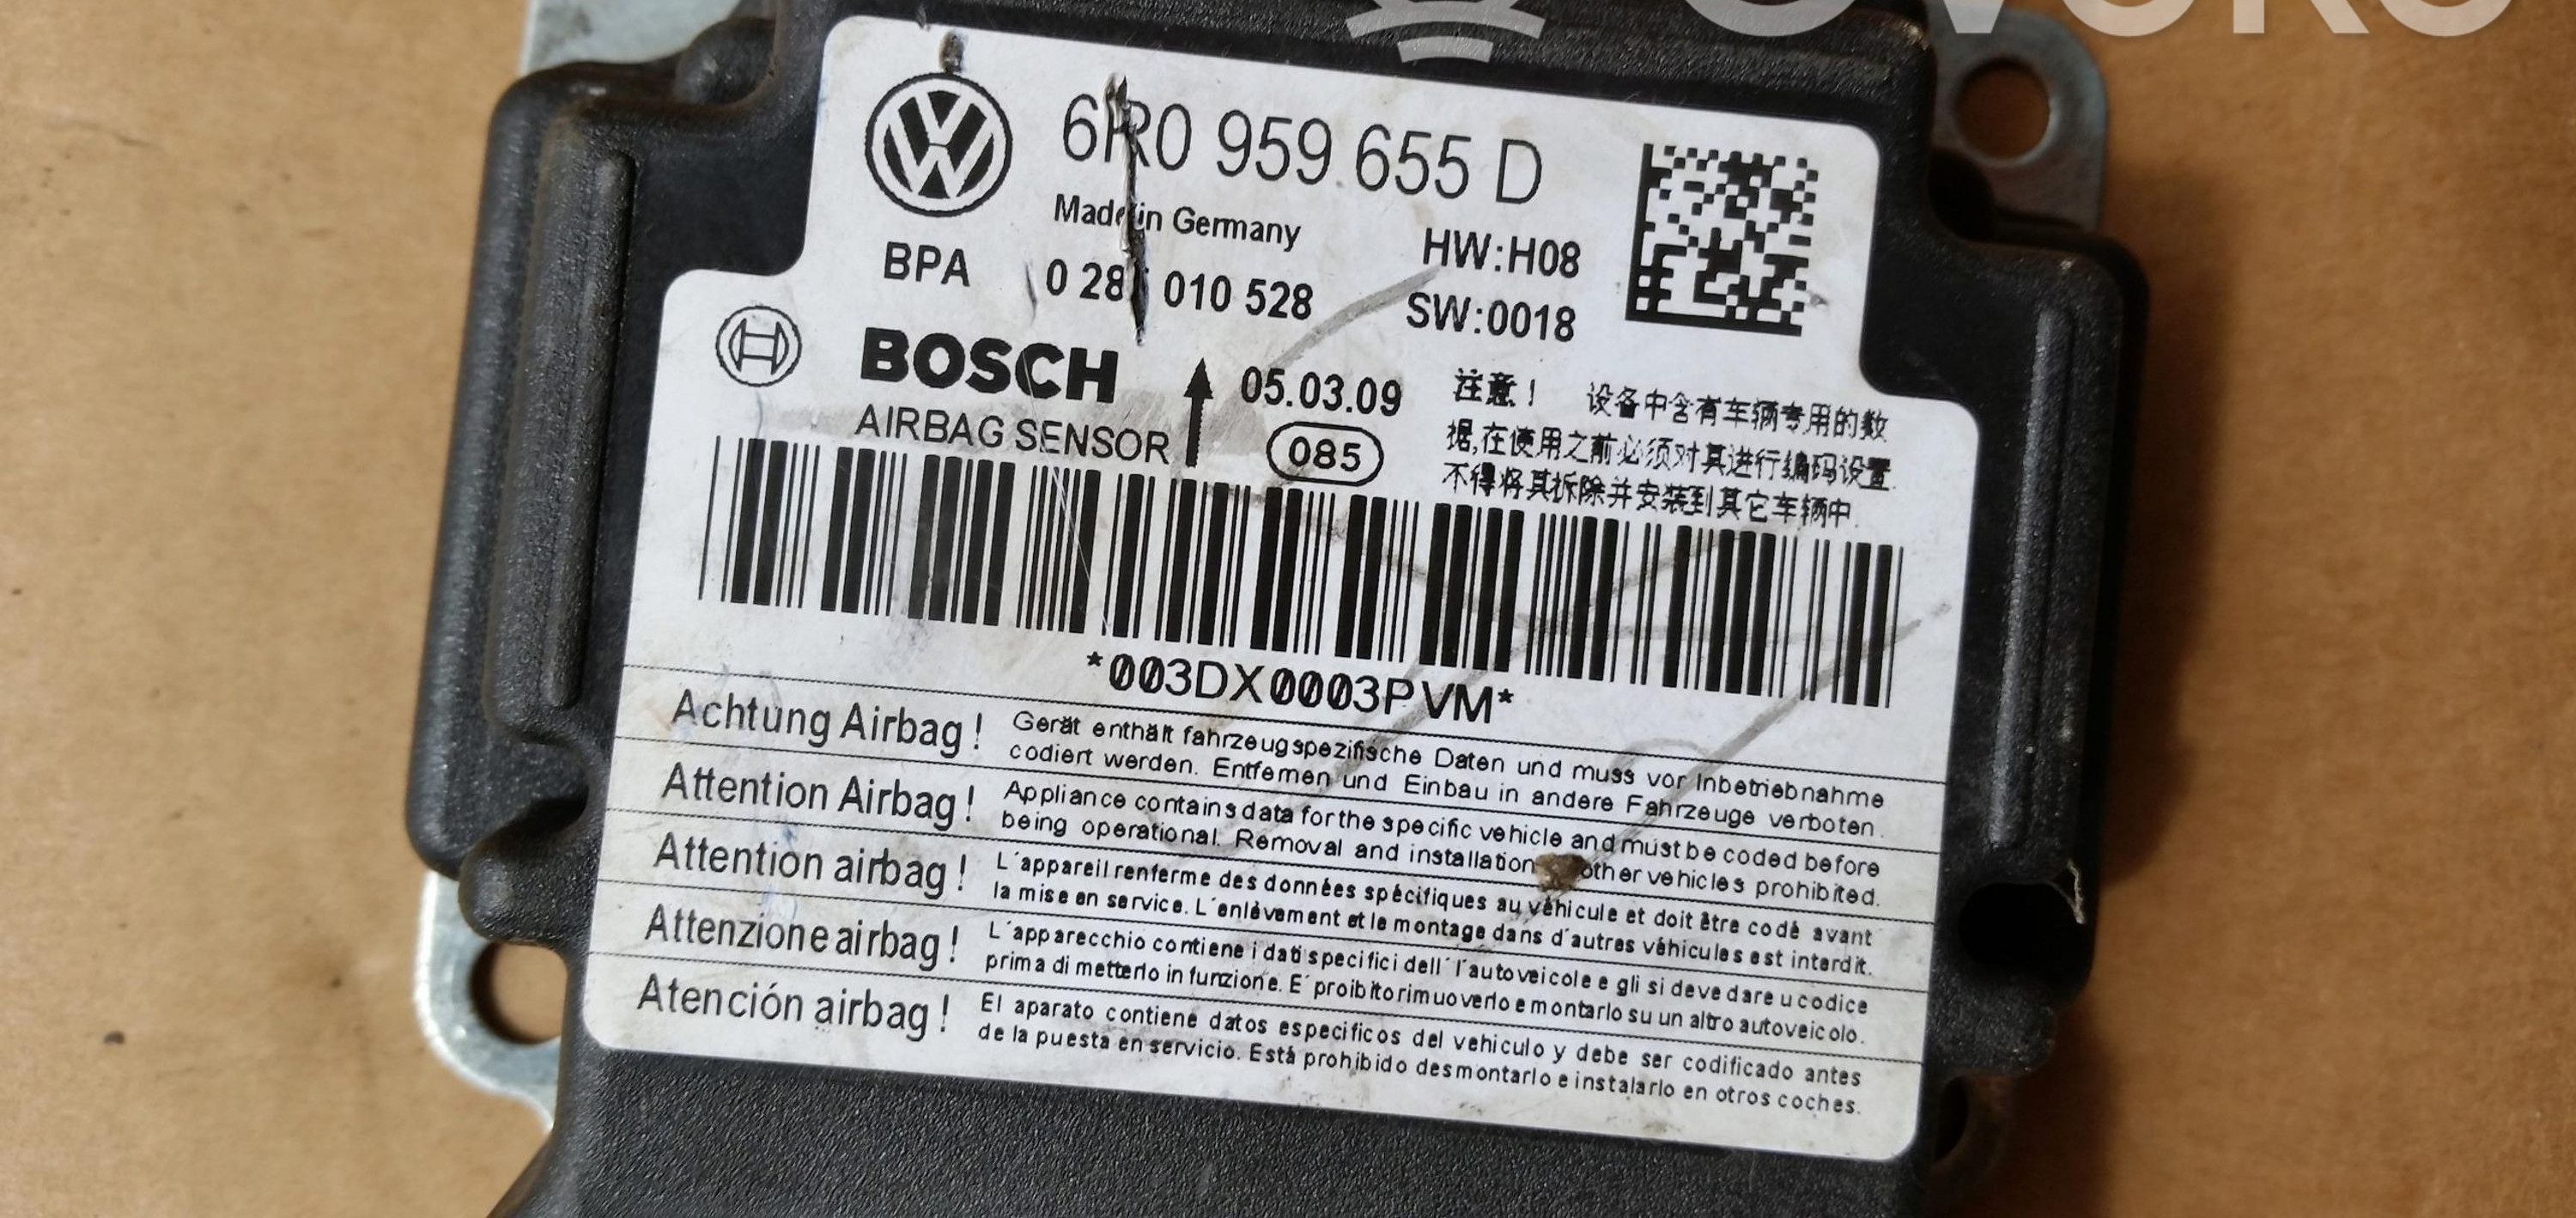 6R0 959 655 D
Made in Germany
HW:H08
BPA 010 528
SW:0018
BOSCH
05.03.09
AIRBAG SENSOR
085
注意！ 设备中含有车辆专用的数
据,在使用之前必须对其进行编码设置
不得将其拆除并安装到其它车辆中.
*003DX0003PVM*
Achtung Airbag! Gerät enthält fahrzeugspezifische Daten und muss vor Inbetriebnahme
codiert werden. Entfernen und Einbau in andere Fahrzeuge verboten.
Attention Airbag! Appliance contains data for the specific vehicle and must be coded before
being operational. Removal and installation other vehicles prohibited.
Attention airbag! L´appareil renferme des données spécifiques au véhicule et doit être codé avant
la mise en service. L´enlèvement et le montage dans d´autres véhicules est interdit.
Attenzione airbag! L´apparecchio contiene i dati specifici dell´ l´autoveicolo e e gli si deve dare u codice
prima di metterlo in funzione. E´ proibito rimuoverlo e montarlo su un altro autoveicolo.
Atención airbag! El aparato contiene datos especificos del vehiculo y debe ser codificado antes
de la puesta en servicio. Está prohibido desmontarlo e instalarlo en otros coches.